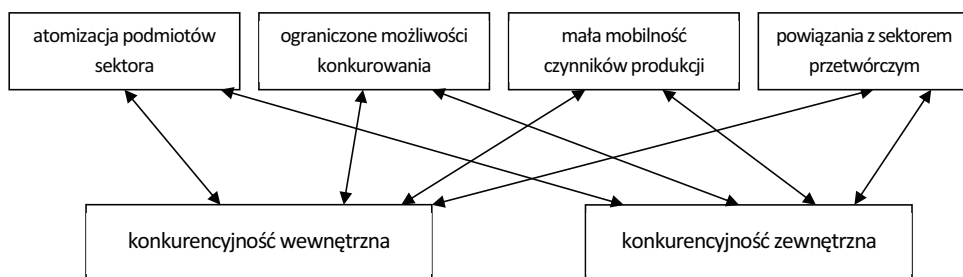 atomizacja podmiotów
sektora
ograniczone możliwości
konkurowania
mała mobilność
czynników produkcji
powiązania z sektorem
przetwórczym
konkurencyjność wewnętrzna
konkurencyjność zewnętrzna